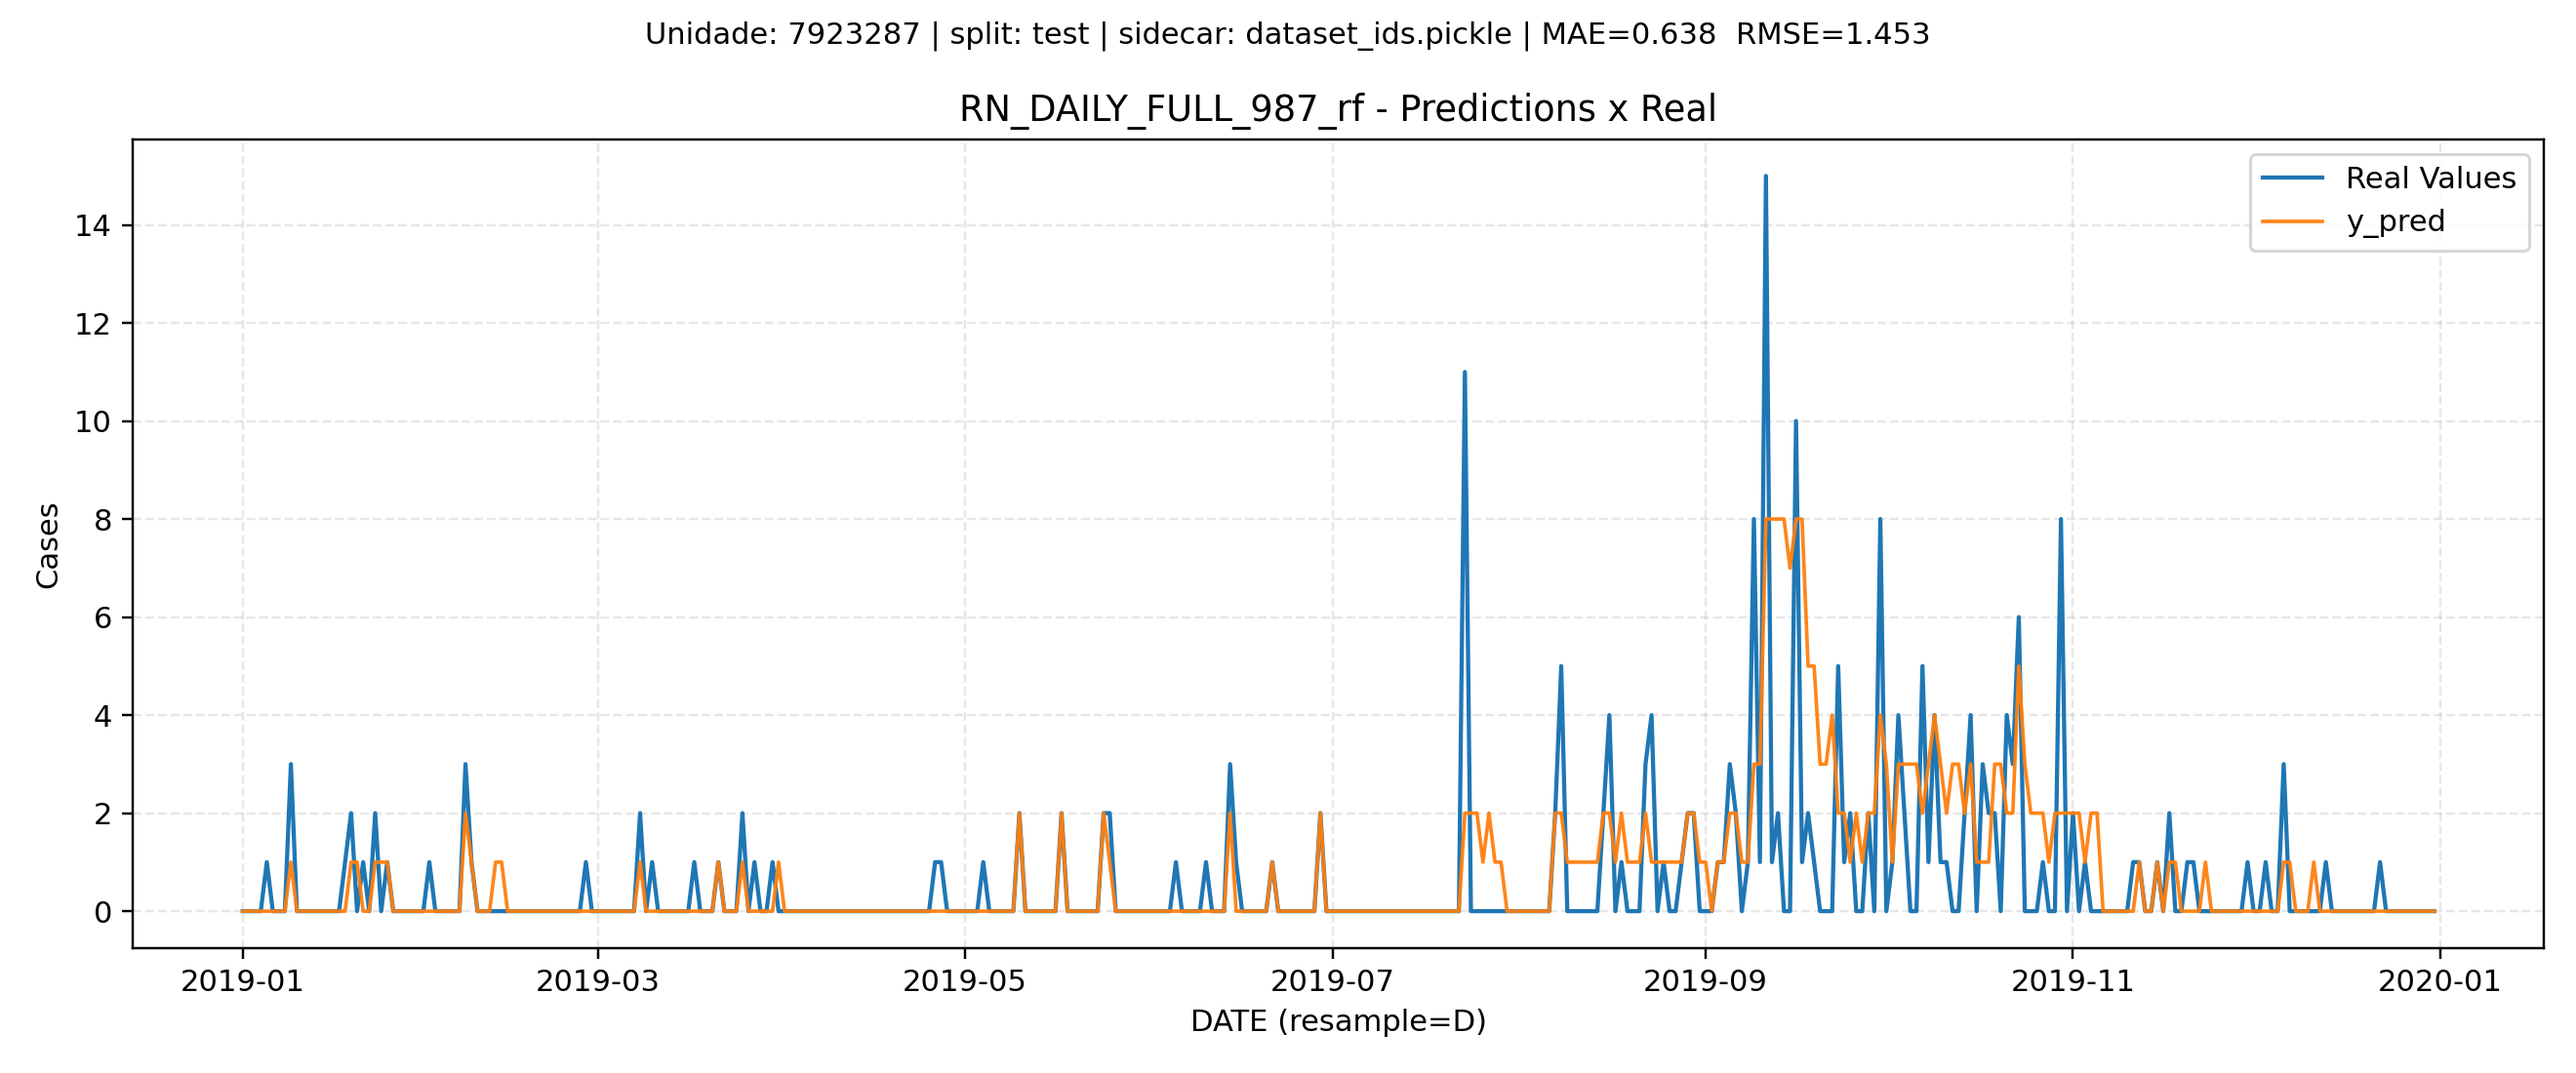 Unidade: 7923287 | split: test | sidecar: dataset_ids.pickle | MAE=0.638  RMSE=1.453
RN_DAILY_FULL_987_rf - Predictions x Real
Real Values
y_pred
14
12
10
8
6
4
2
0
Cases
2019-01
2019-03
2019-05
2019-07
2019-09
2019-11
2020-01
DATE (resample=D)